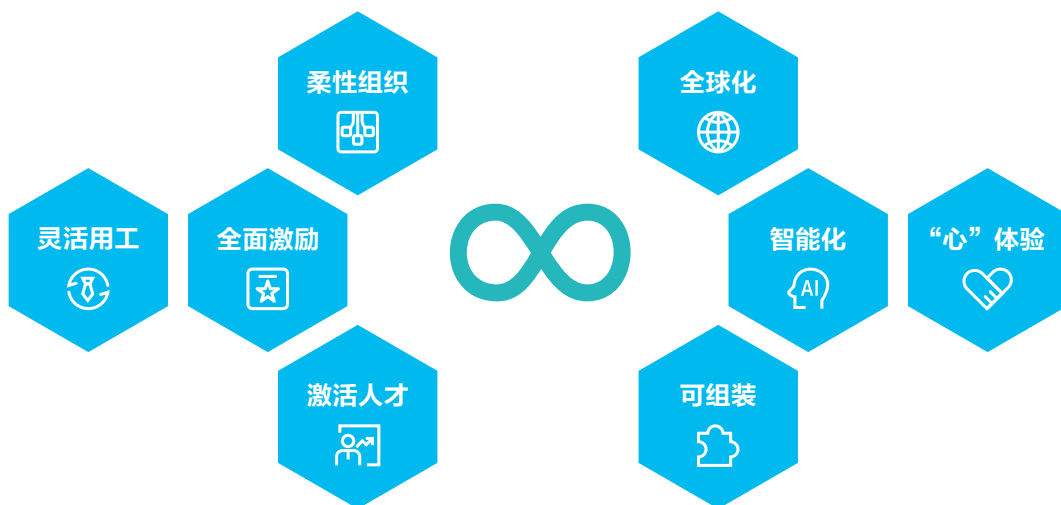 柔性组织
全球化
灵活用工
全面激励
智能化
“心”体验
AI
激活人才
可组装